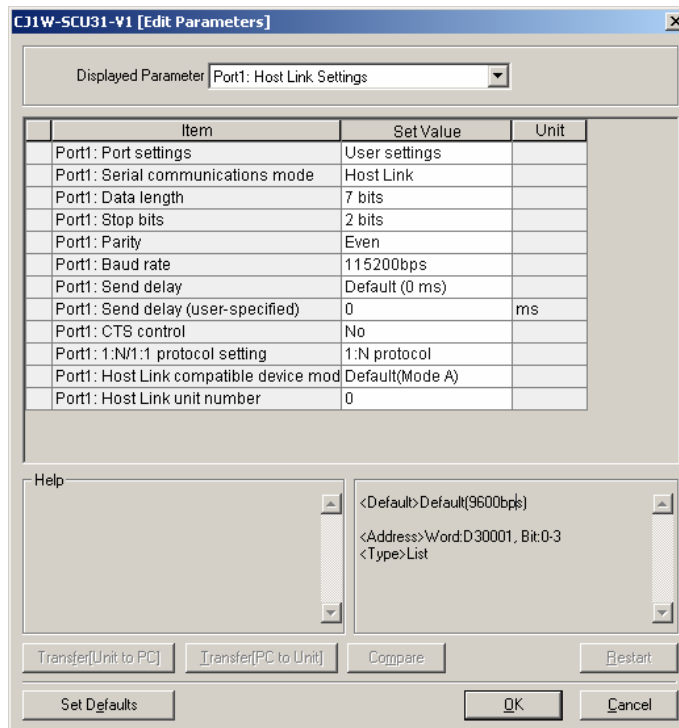 CJ1W-SCU31-V1 [Edit Parameters]
Displayed Parameter Port1: Host Link Settings
Item Set Value Unit
Port1: Port settings User settings
Port1: Serial communications mode Host Link
Port1: Data length 7 bits
Port1: Stop bits 2 bits
Port1: Parity Even
Port1: Baud rate 115200bps
Port1: Send delay Default (0 ms)
Port1: Send delay (user-specified) 0 ms
Port1: CTS control No
Port1: 1:N/1:1 protocol setting 1:N protocol
Port1: Host Link compatible device mod Default(Mode A)
Port1: Host Link unit number 0
Help
<Default>Default(9600bps)
<Address>Word:D30001, Bit:0-3
<Type>List
Transfer[Unit to PC] Transfer[PC to Unit] Compare Restart
Set Defaults OK Cancel